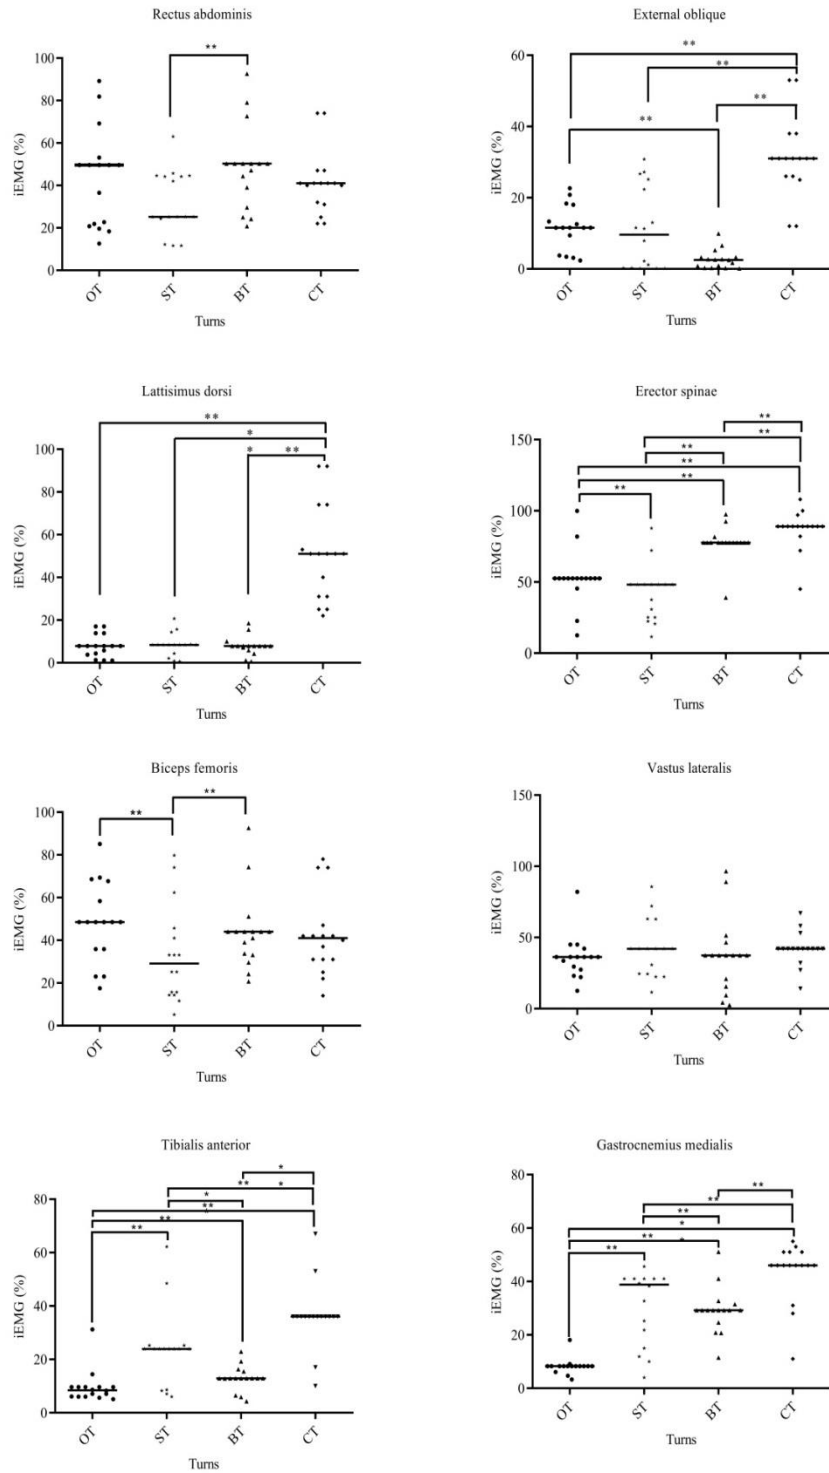 Rectus abdominis
**
100
80
60
40
20
0
iEMG (%)
OT
ST
BT
CT
Turns
External oblique
**
**
**
**
60
40
20
0
iEMG (%)
OT
ST
BT
CT
Turns
Lattisimus dorsi
**
*
* **
100
80
60
40
20
0
iEMG (%)
OT
ST
BT
CT
Turns
Erector spinae
**
**
**
**
**
**
150
100
50
0
iEMG (%)
OT
ST
BT
CT
Turns
Biceps femoris
**
**
100
80
60
40
20
0
iEMG (%)
OT
ST
BT
CT
Turns
Vastus lateralis
150
100
50
0
iEMG (%)
OT
ST
BT
CT
Turns
Tibialis anterior
*
** *
*
**
**
**
80
60
40
20
0
iEMG (%)
OT
ST
BT
CT
Turns
Gastrocnemius medialis
**
**
**
*
**
**
80
60
40
20
0
iEMG (%)
OT
ST
BT
CT
Turns